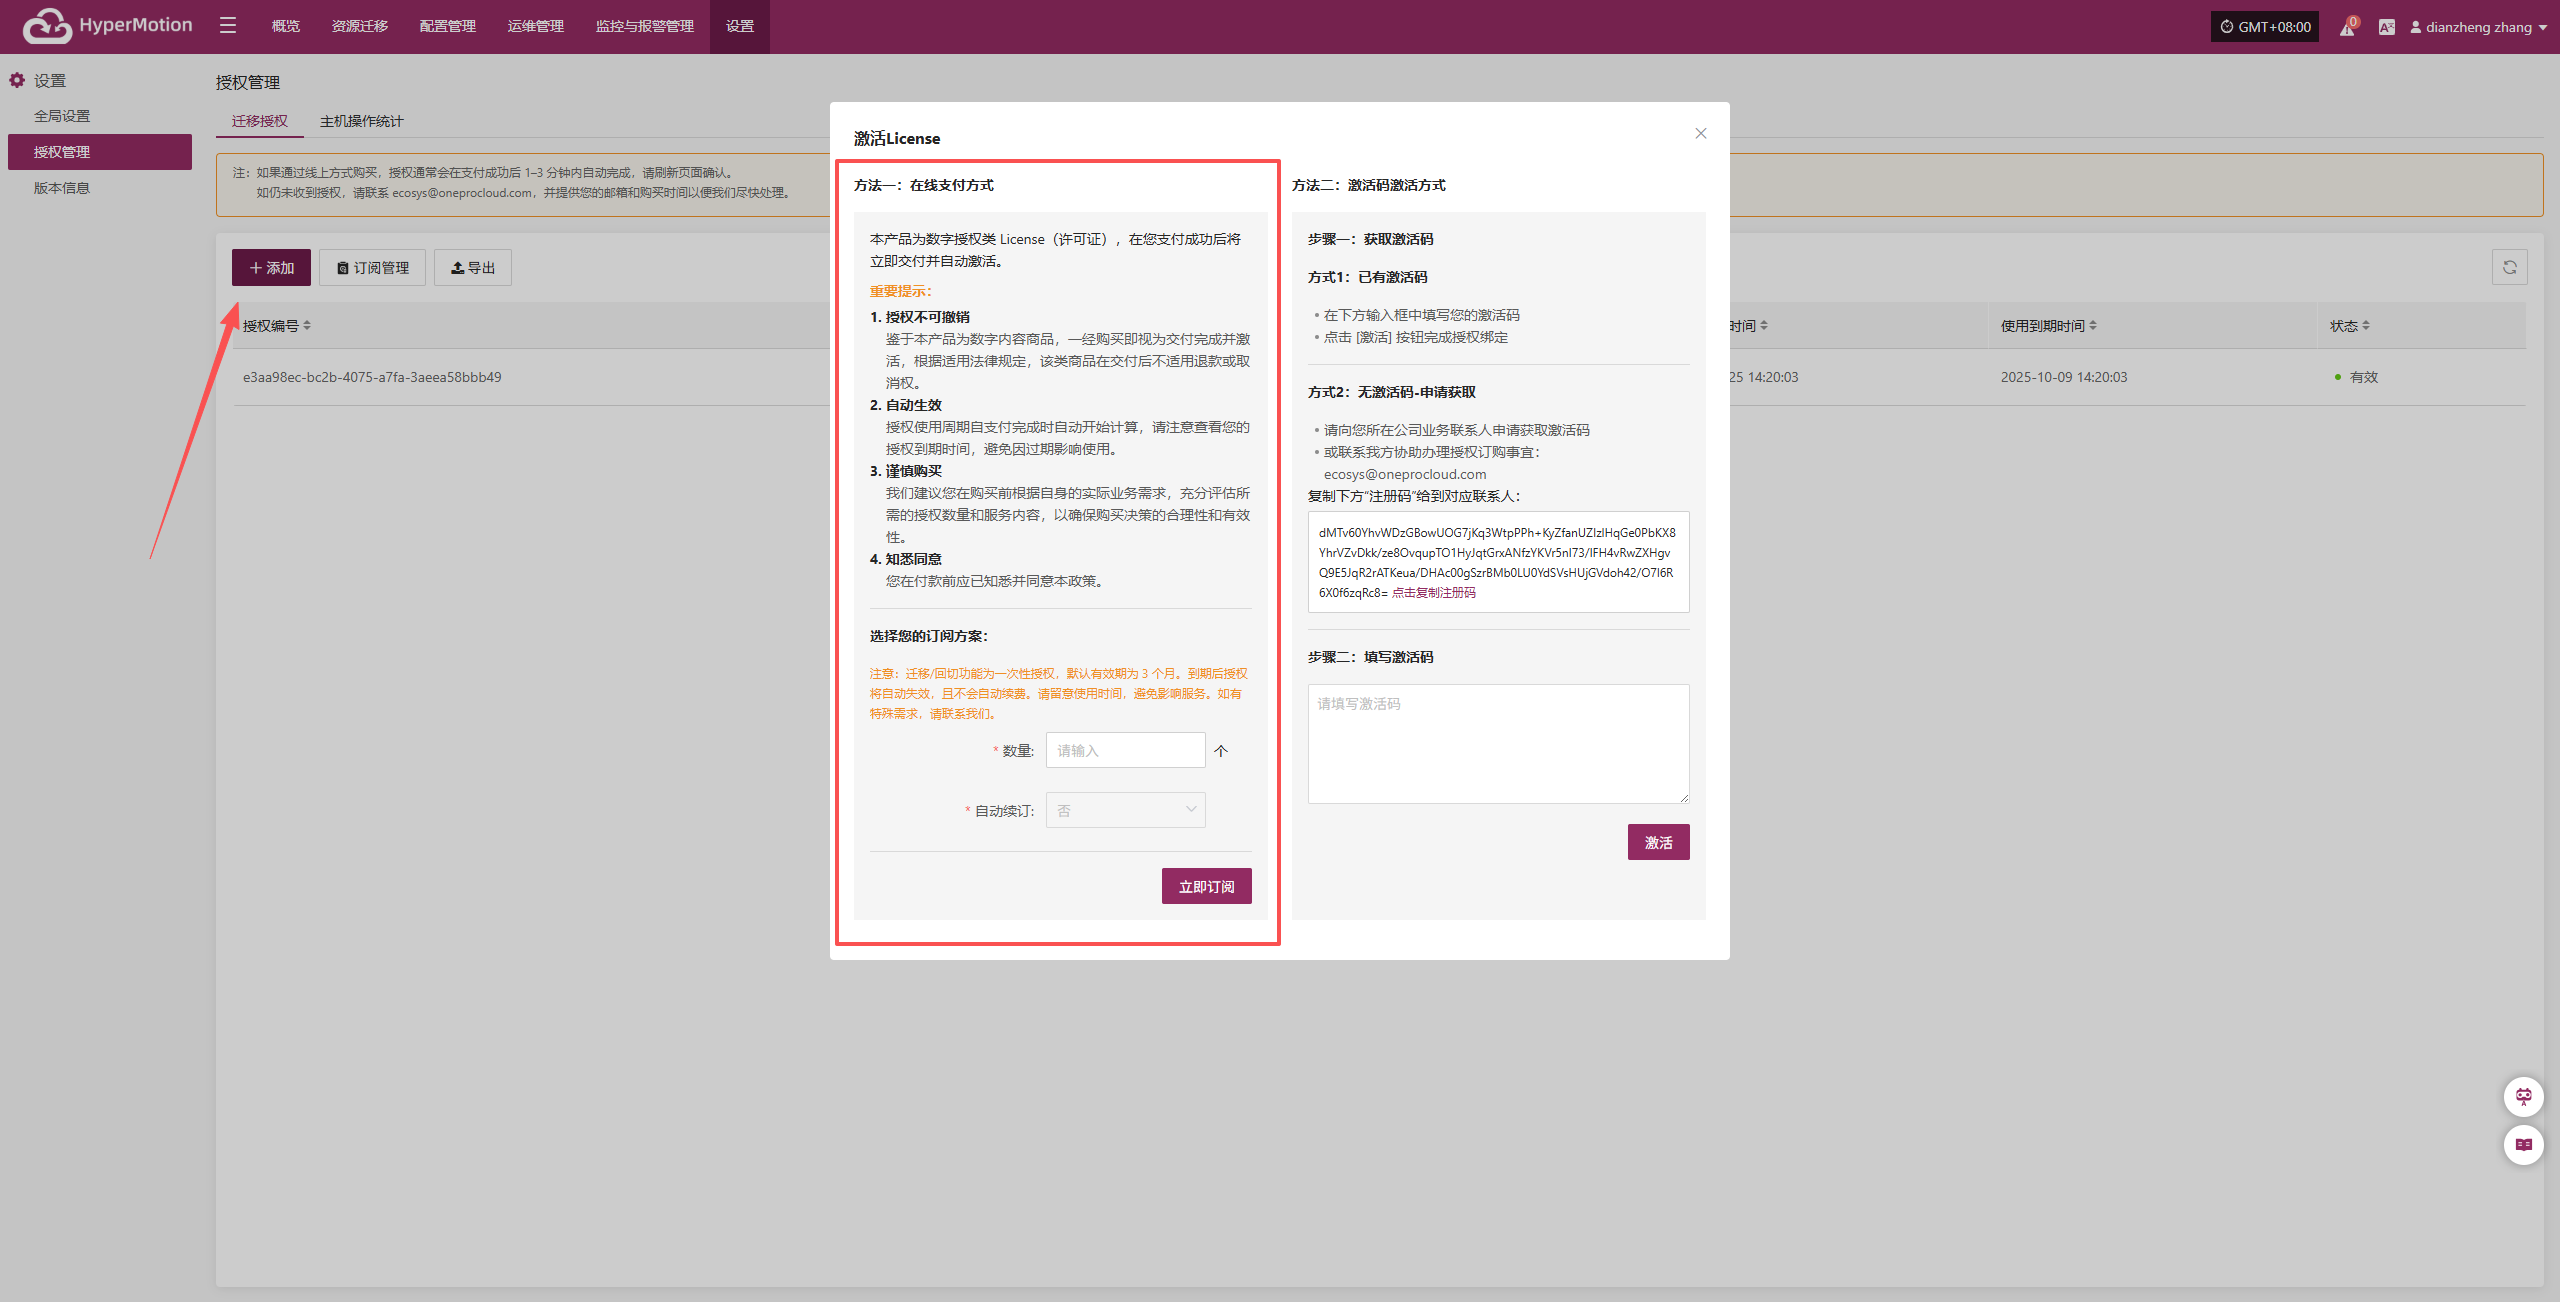 HyperMotion
概览
资源迁移
配置管理
运维管理
监控与报警管理
设置
GMT+08:00
0
dianzheng zhang
设置
全局设置
授权管理
版本信息
授权管理
迁移授权
主机操作统计
注：如果通过线上方式购买，授权通常会在支付成功后 1–3 分钟内自动完成，请刷新页面确认。
如仍未收到授权，请联系 ecosys@oneprocloud.com，并提供您的邮箱和购买时间以便我们尽快处理。
添加
订阅管理
导出
授权编号
时间
使用到期时间
状态
e3aa98ec-bc2b-4075-a7fa-3aeea58bbb49
25 14:20:03
2025-10-09 14:20:03
有效
激活License
方法一：在线支付方式
本产品为数字授权类 License（许可证），在您支付成功后将
立即交付并自动激活。
重要提示：
1. 授权不可撤销
鉴于本产品为数字内容商品，一经购买即视为交付完成并激
活，根据适用法律规定，该类商品在交付后不适用退款或取
消权。
2. 自动生效
授权使用周期自支付完成时自动开始计算，请注意查看您的
授权到期时间，避免因过期影响使用。
3. 谨慎购买
我们建议您在购买前根据自身的实际业务需求，充分评估所
需的授权数量和服务内容，以确保购买决策的合理性和有效
性。
4. 知悉同意
您在付款前应已知悉并同意本政策。
选择您的订阅方案：
注意：迁移/回切功能为一次性授权，默认有效期为 3 个月。到期后授权
将自动失效，且不会自动续费。请留意使用时间，避免影响服务。如有
特殊需求，请联系我们。
* 数量:
请输入
个
* 自动续订:
否
立即订阅
方法二：激活码激活方式
步骤一：获取激活码
方式1：已有激活码
• 在下方输入框中填写您的激活码
• 点击 [激活] 按钮完成授权绑定
方式2：无激活码-申请获取
• 请向您所在公司业务联系人申请获取激活码
• 或联系我方协助办理授权订购事宜：
ecosys@oneprocloud.com
复制下方“注册码”给到对应联系人：
dMTv60YhvWDzGBowUOG7jKq3WtpPPh+KyZfanUZIzIHqGe0PbKX8
YhrVZvDkk/ze8OvqupTO1HyJqtGrxANfzYKVr5nI73/IFH4vRwZXHgv
Q9E5JqR2rATKeua/DHAc00gSzrBMb0LU0YdSVsHUjGVdoh42/O7I6R
6X0f6zqRc8= 点击复制注册码
步骤二：填写激活码
请填写激活码
激活